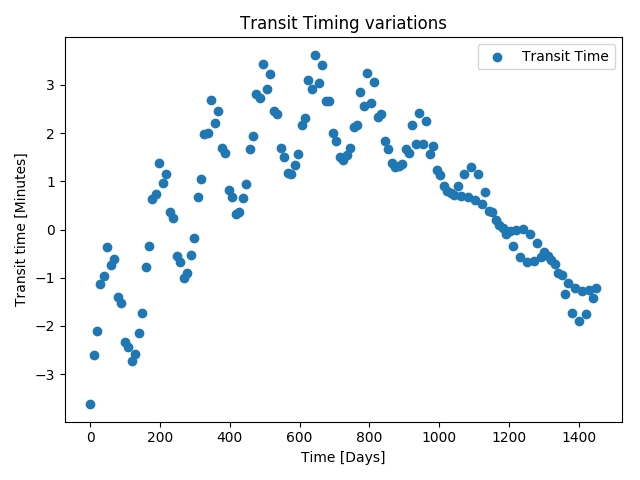 Transit Timing variations
Transit Time
Transit time [Minutes]
3
2
1
0
−1
−2
−3
0 200 400 600 800 1000 1200 1400
Time [Days]